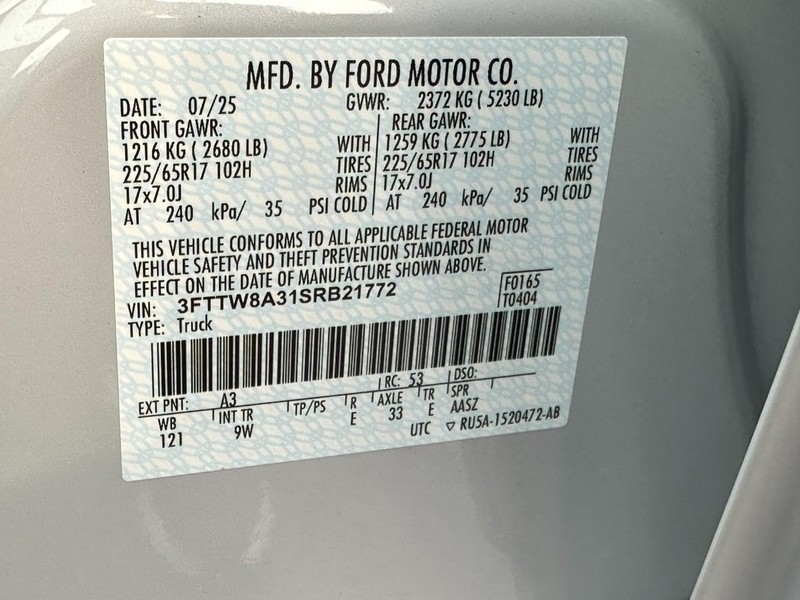 MFD. BY FORD MOTOR CO.
DATE: 07/25 GVWR: 2372 KG ( 5230 LB)
FRONT GAWR: REAR GAWR:
1216 KG ( 2680 LB) WITH 1259 KG ( 2775 LB) WITH
225/65R17 102H TIRES 225/65R17 102H TIRES
17x7.0J RIMS 17x7.0J RIMS
AT 240 kPa/ 35 PSI COLD AT 240 kPa/ 35 PSI COLD
THIS VEHICLE CONFORMS TO ALL APPLICABLE FEDERAL MOTOR
VEHICLE SAFETY AND THEFT PREVENTION STANDARDS IN
EFFECT ON THE DATE OF MANUFACTURE SHOWN ABOVE.
VIN: 3FTTW8A31SRB21772 F0165
TYPE: Truck T0404
EXT PNT: A3 RC: 53 DSO:
WB INT TR TP/PS R AXLE TR SPR
121 9W E 33 E AASZ
UTC ▽ RU5A-1520472-AB